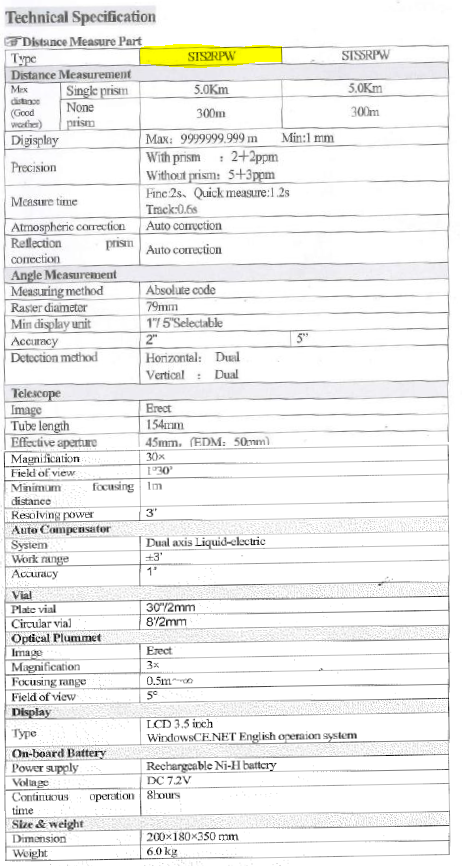 Technical Specification
☞Distance Measure Part
Type STS2RPW STS5RPW
Distance Measurement
Max distance (Good weather) Single prism 5.0Km 5.0Km
None prism 300m 300m
Digisplay Max: 9999999.999 m Min:1 mm
Precision With prism : 2+2ppm
Without prism: 5+3ppm
Measure time Fine:2s、Quick measure:1.2s
Track:0.6s
Atmospheric correction Auto correction
Reflection prism correction Auto correction
Angle Measurement
Measuring method Absolute code
Raster diameter 79mm
Min display unit 1"/ 5"Selectable
Accuracy 2" 5"
Detection method Horizontal: Dual
Vertical : Dual
Telescope
Image Erect
Tube length 154mm
Effective aperture 45mm, (EDM: 50mm)
Magnification 30×
Field of view 1°30'
Minimum focusing distance 1m
Resolving power 3"
Auto Compensator
System Dual axis Liquid-electric
Work range ±3'
Accuracy 1"
Vial
Plate vial 30"/2mm
Circular vial 8'/2mm
Optical Plummet
Image Erect
Magnification 3×
Focusing range 0.5m~∞
Field of view 5°
Display
Type LCD 3.5 inch
WindowsCE.NET English operaion system
On-board Battery
Power supply Rechargeable Ni-H battery
Voltage DC 7.2V
Continuous operation time 8hours
Size & weight
Dimension 200×180×350 mm
Weight 6.0 kg